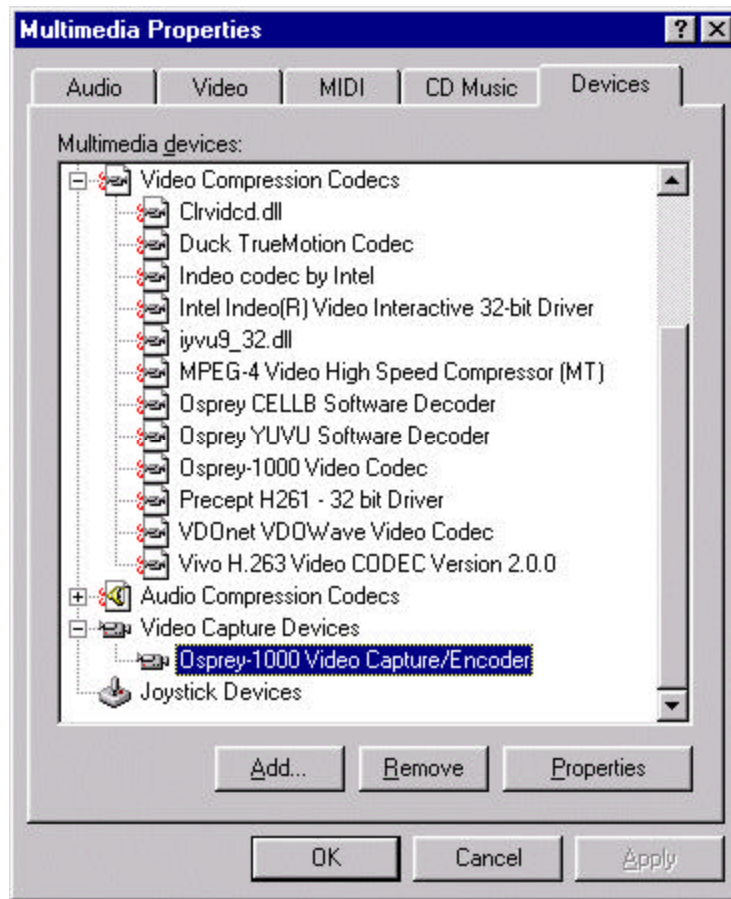 Multimedia Properties
Audio Video MIDI CD Music Devices
Multimedia devices:
Video Compression Codecs
Clrvidcd.dll
Duck TrueMotion Codec
Indeo codec by Intel
Intel Indeo(R) Video Interactive 32-bit Driver
iyvu9_32.dll
MPEG-4 Video High Speed Compressor (MT)
Osprey CELLB Software Decoder
Osprey YUVU Software Decoder
Osprey-1000 Video Codec
Precept H261 - 32 bit Driver
VDOnet VDOWave Video Codec
Vivo H.263 Video CODEC Version 2.0.0
Audio Compression Codecs
Video Capture Devices
Osprey-1000 Video Capture/Encoder
Joystick Devices
Add... Remove Properties
OK Cancel Apply